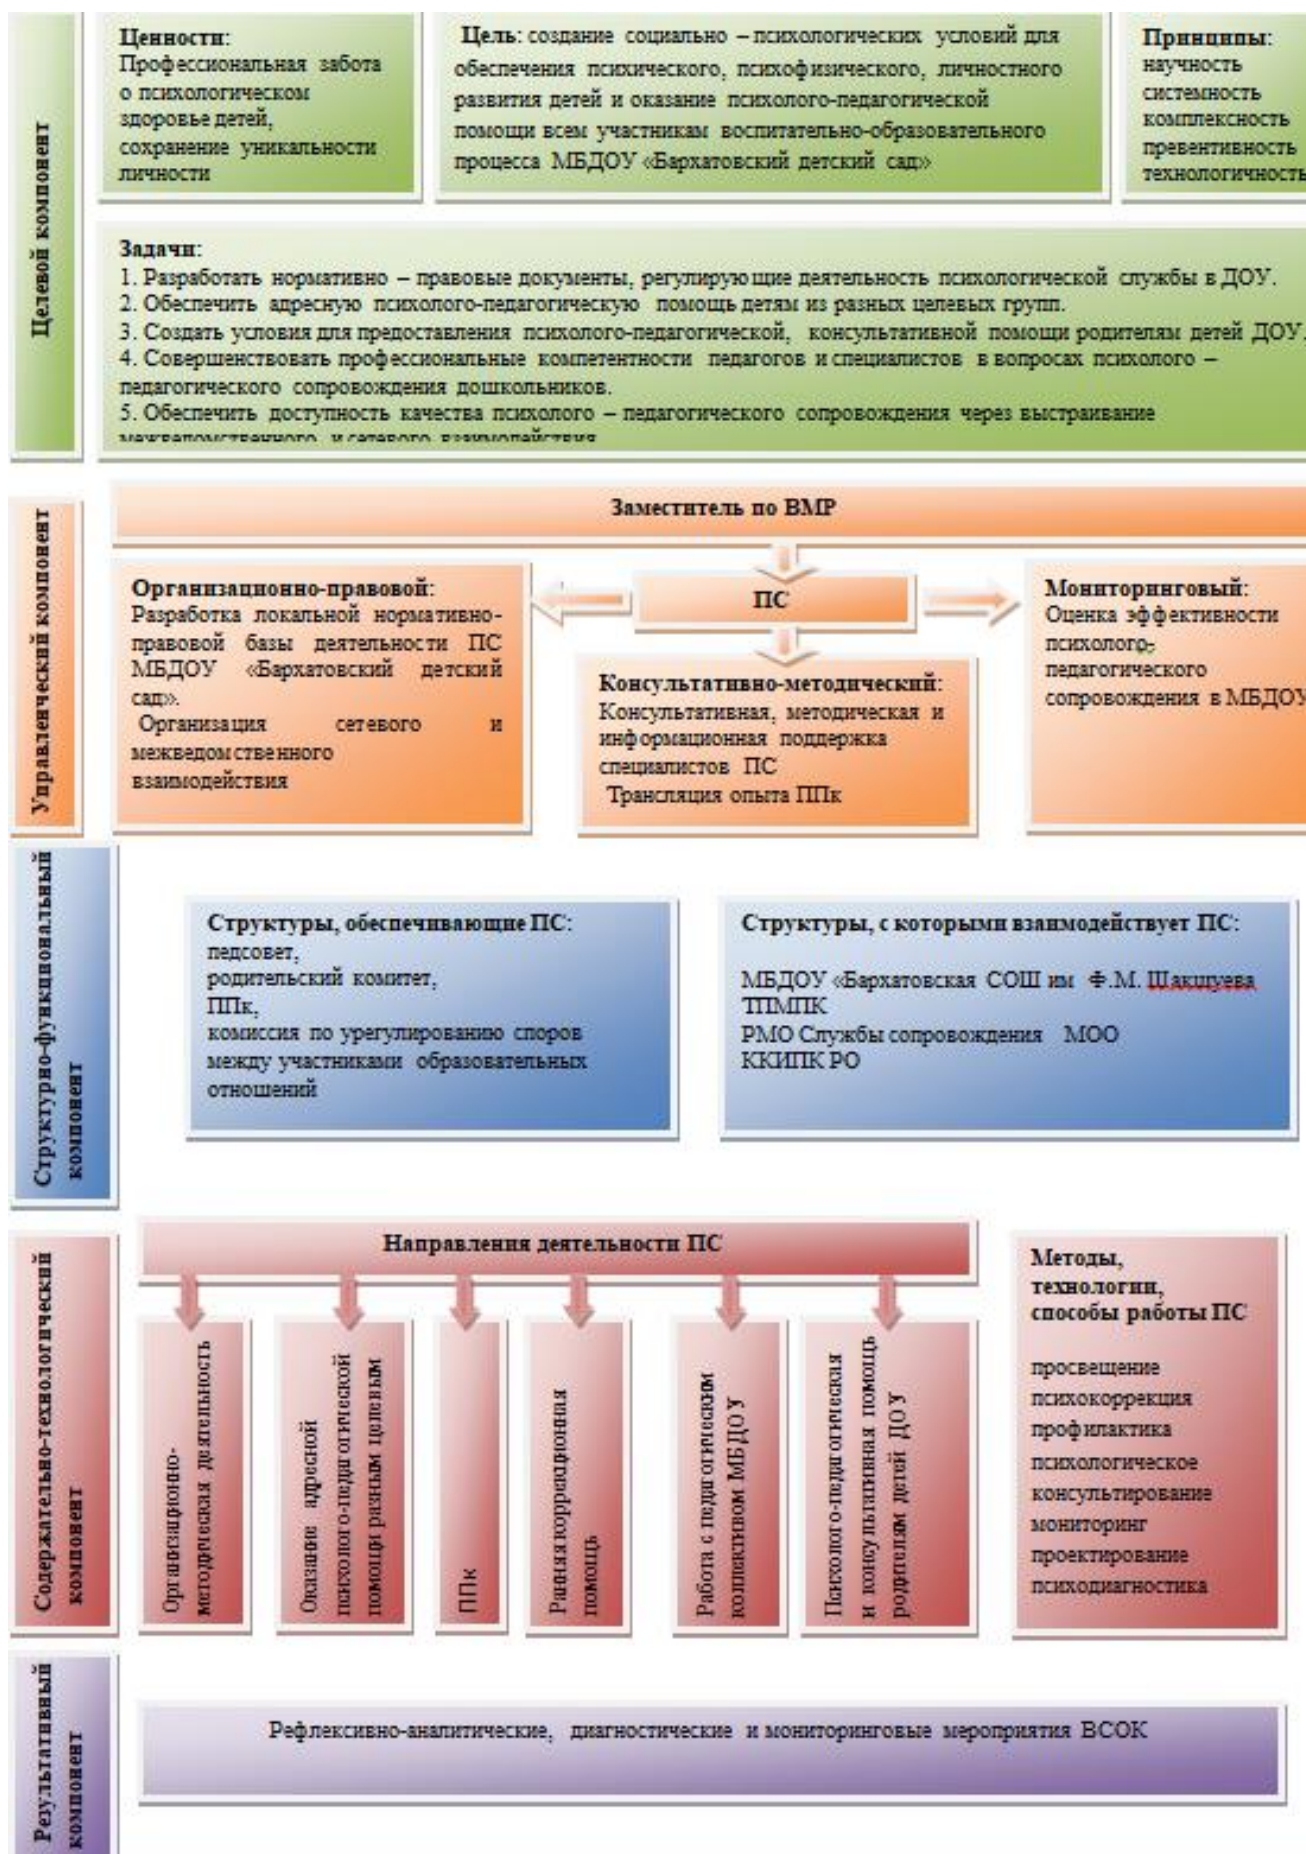 Целевой компонент
Ценности:
Профессиональная забота
о психологическом
здоровье детей,
сохранение уникальности
личности
Цель: создание социально – психологических условий для
обеспечения психического, психофизического, личностного
развития детей и оказание психолого-педагогической
помощи всем участникам воспитательно-образовательного
процесса МБДОУ «Бархатовский детский сад»
Принципы:
научность
системность
комплексность
превентивность
технологичность
Задачи:
1. Разработать нормативно – правовые документы, регулирующие деятельность психологической службы в ДОУ.
2. Обеспечить адресную психолого-педагогическую помощь детям из разных целевых групп.
3. Создать условия для предоставления психолого-педагогической, консультативной помощи родителям детей ДОУ.
4. Совершенствовать профессиональные компетентности педагогов и специалистов в вопросах психолого –
педагогического сопровождения дошкольников.
5. Обеспечить доступность качества психолого – педагогического сопровождения через выстраивание
межведомственного и сетевого взаимодействия
Управленческий компонент
Заместитель по ВМР
Организационно-правовой:
Разработка локальной нормативно-
правовой базы деятельности ПС
МБДОУ «Бархатовский детский
сад».
Организация сетевого и
межведомственного
взаимодействия
ПС
Консультативно-методический:
Консультативная, методическая и
информационная поддержка
специалистов ПС
Трансляция опыта ППк
Мониторинговый:
Оценка эффективности
психолого-
педагогического
сопровождения в МБДОУ
Структурно-функциональный
компонент
Структуры, обеспечивающие ПС:
педсовет,
родительский комитет,
ППк,
комиссия по урегулированию споров
между участниками образовательных
отношений
Структуры, с которыми взаимодействует ПС:
МБДОУ «Бархатовская СОШ им Ф.М. Шакшуева
ТПМПК
РМО Службы сопровождения МОО
ККИПК РО
Содержательно-технологический
компонент
Направления деятельности ПС
Организационно-
методическая деятельность
Оказание адресной
психолого-педагогической
помощи разным целевым
ППк
Ранняя коррекционная
помощь
Работа с педагогическим
коллективом МБДОУ
Психолого-педагогическая
и консультативная помощь
родителям детей ДОУ
Методы,
технологии,
способы работы ПС
просвещение
психокоррекция
профилактика
психологическое
консультирование
мониторинг
проектирование
психодиагностика
Результативный
компонент
Рефлексивно-аналитические, диагностические и мониторинговые мероприятия ВСОК